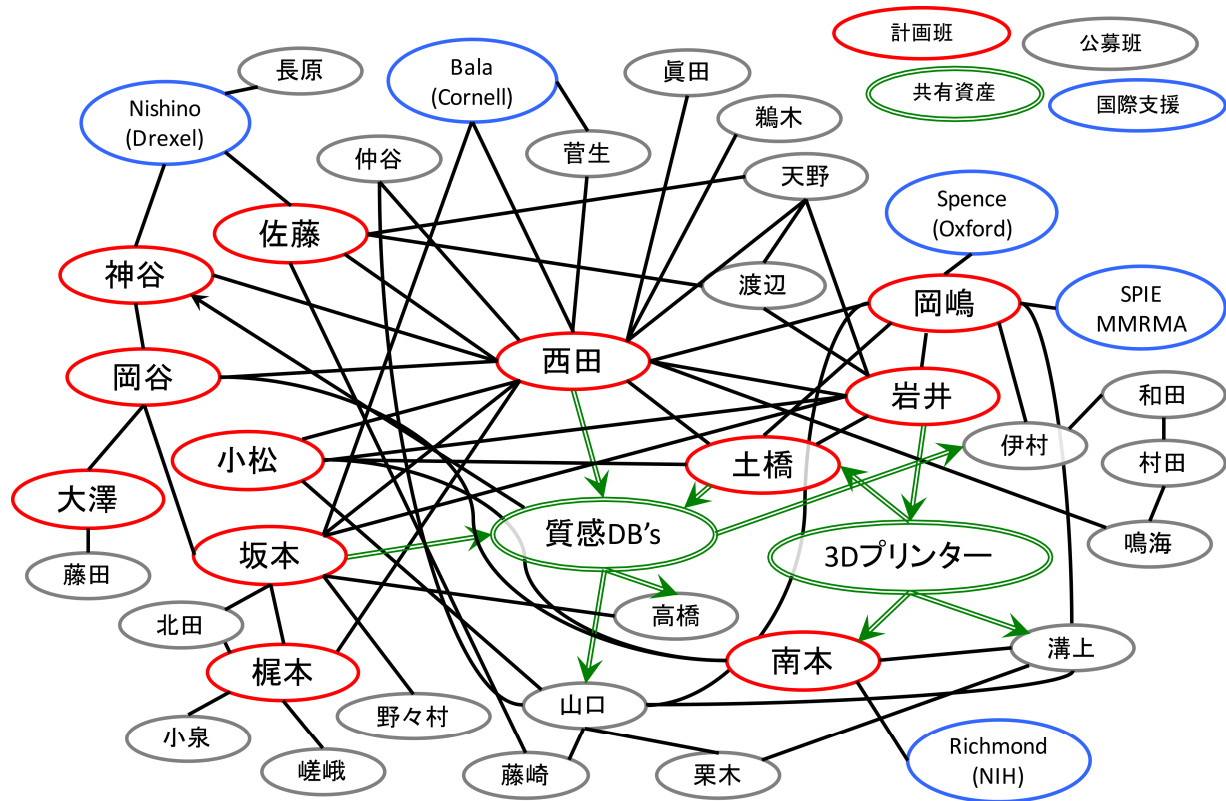 計画班
公募班
共有資産
国際支援
長原
Nishino
(Drexel)
Bala
(Cornell)
眞田
鵜木
仲谷
菅生
天野
Spence
(Oxford)
佐藤
神谷
渡辺
岡嶋
SPIE
MMRMA
西田
岡谷
岩井
和田
伊村
小松
土橋
村田
大澤
質感DB's
3Dプリンター
鳴海
坂本
藤田
北田
高橋
梶本
南本
溝上
小泉
野々村
山口
嵯峨
藤崎
栗木
Richmond
(NIH)